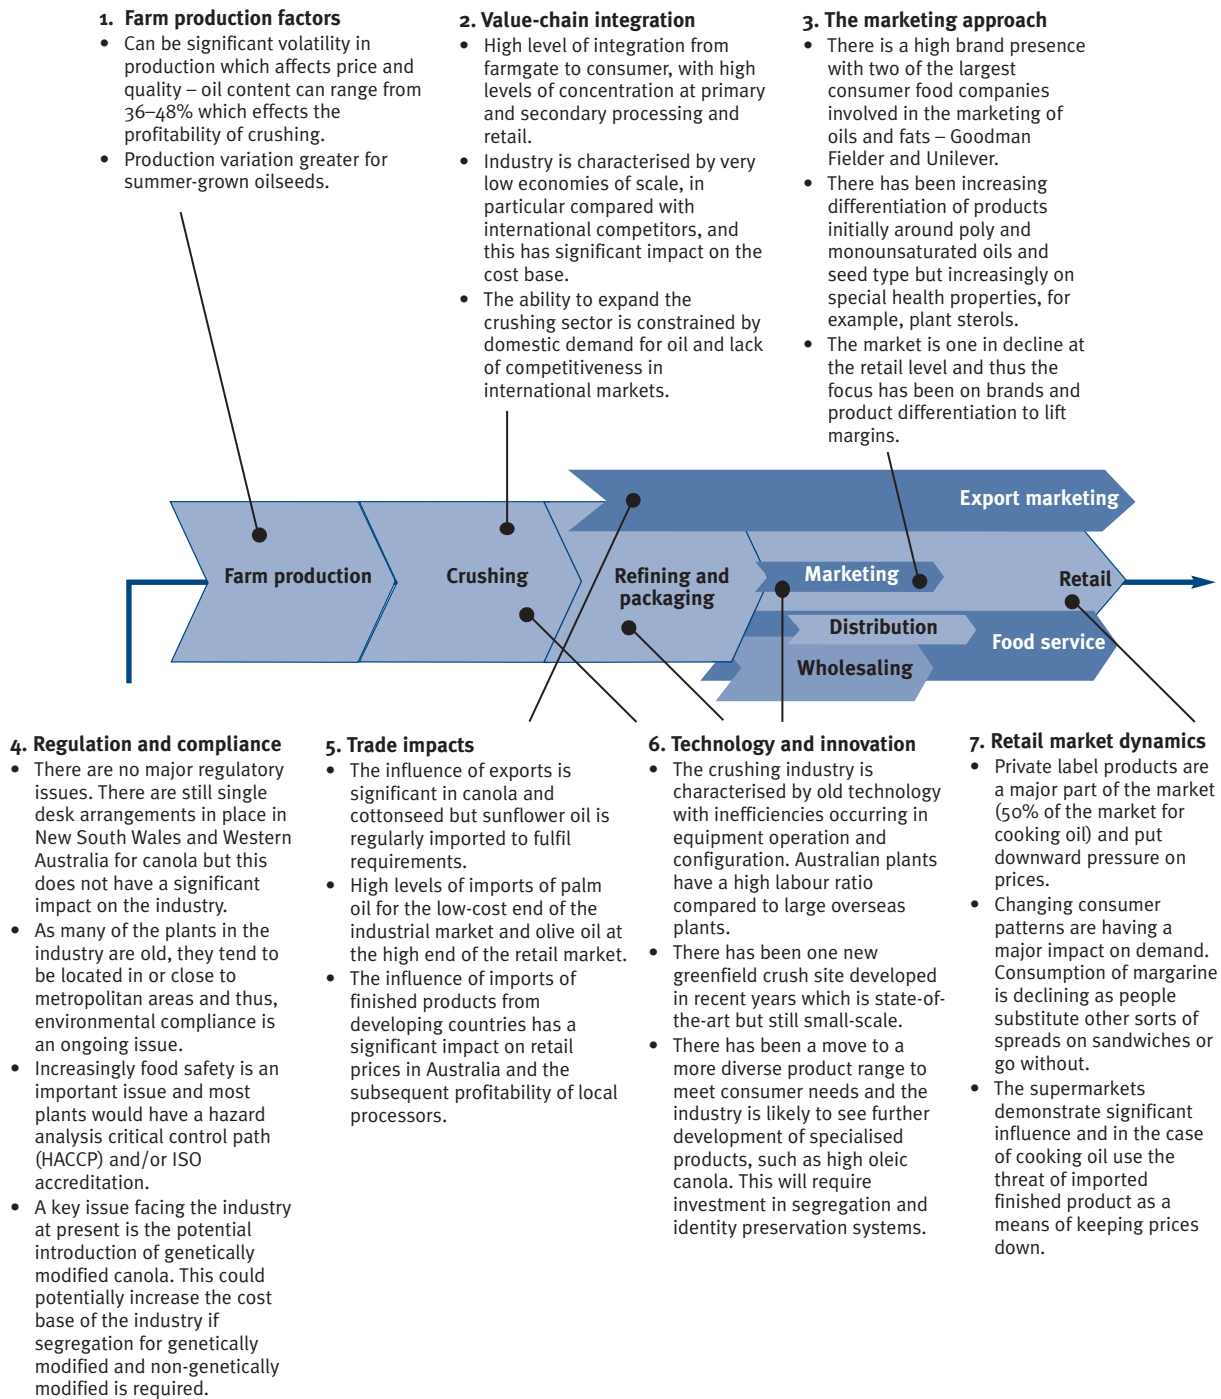 1. Farm production factors
• Can be significant volatility in
production which affects price and
quality – oil content can range from
36–48% which effects the
profitability of crushing.
• Production variation greater for
summer-grown oilseeds.
2. Value-chain integration
• High level of integration from
farmgate to consumer, with high
levels of concentration at primary
and secondary processing and
retail.
• Industry is characterised by very
low economies of scale, in
particular compared with
international competitors, and
this has significant impact on the
cost base.
• The ability to expand the
crushing sector is constrained by
domestic demand for oil and lack
of competitiveness in
international markets.
3. The marketing approach
• There is a high brand presence
with two of the largest
consumer food companies
involved in the marketing of
oils and fats – Goodman
Fielder and Unilever.
• There has been increasing
differentiation of products
initially around poly and
monounsaturated oils and
seed type but increasingly on
special health properties, for
example, plant sterols.
• The market is one in decline at
the retail level and thus the
focus has been on brands and
product differentiation to lift
margins.
Export marketing
Farm production
Crushing
Refining and
packaging
Marketing
Retail
Distribution
Food service
Wholesaling
4. Regulation and compliance
• There are no major regulatory
issues. There are still single
desk arrangements in place in
New South Wales and Western
Australia for canola but this
does not have a significant
impact on the industry.
• As many of the plants in the
industry are old, they tend to
be located in or close to
metropolitan areas and thus,
environmental compliance is
an ongoing issue.
• Increasingly food safety is an
important issue and most
plants would have a hazard
analysis critical control path
(HACCP) and/or ISO
accreditation.
• A key issue facing the industry
at present is the potential
introduction of genetically
modified canola. This could
potentially increase the cost
base of the industry if
segregation for genetically
modified and non-genetically
modified is required.
5. Trade impacts
• The influence of exports is
significant in canola and
cottonseed but sunflower oil is
regularly imported to fulfil
requirements.
• High levels of imports of palm
oil for the low-cost end of the
industrial market and olive oil at
the high end of the retail market.
• The influence of imports of
finished products from
developing countries has a
significant impact on retail
prices in Australia and the
subsequent profitability of local
processors.
6. Technology and innovation
• The crushing industry is
characterised by old technology
with inefficiencies occurring in
equipment operation and
configuration. Australian plants
have a high labour ratio
compared to large overseas
plants.
• There has been one new
greenfield crush site developed
in recent years which is state-of-
the-art but still small-scale.
• There has been a move to a
more diverse product range to
meet consumer needs and the
industry is likely to see further
development of specialised
products, such as high oleic
canola. This will require
investment in segregation and
identity preservation systems.
7. Retail market dynamics
• Private label products are
a major part of the market
(50% of the market for
cooking oil) and put
downward pressure on
prices.
• Changing consumer
patterns are having a
major impact on demand.
Consumption of margarine
is declining as people
substitute other sorts of
spreads on sandwiches or
go without.
• The supermarkets
demonstrate significant
influence and in the case
of cooking oil use the
threat of imported
finished product as a
means of keeping prices
down.